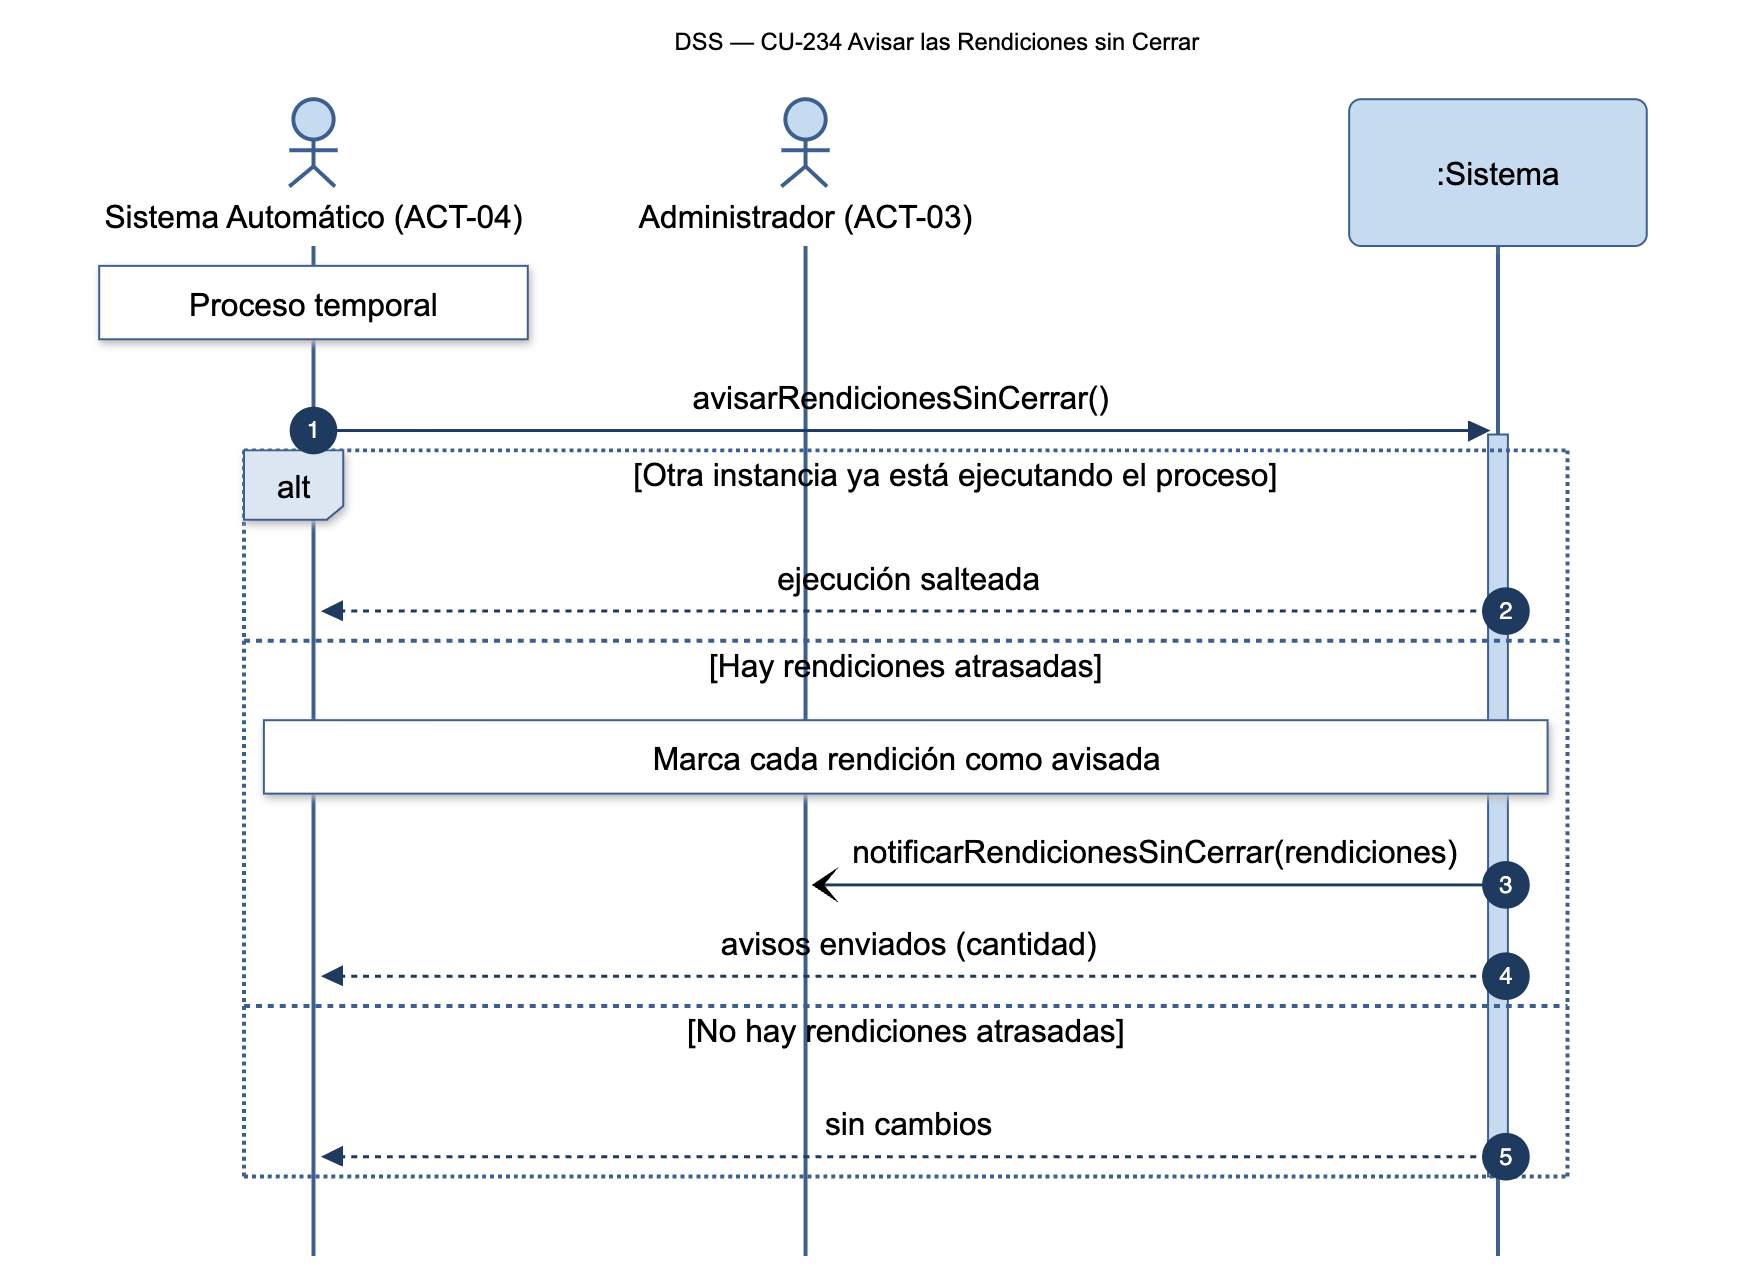 DSS — CU-234 Avisar las Rendiciones sin Cerrar
Sistema Automático (ACT-04)
Administrador (ACT-03)
:Sistema
Proceso temporal
avisarRendicionesSinCerrar()
1
alt
[Otra instancia ya está ejecutando el proceso]
ejecución salteada
2
[Hay rendiciones atrasadas]
Marca cada rendición como avisada
notificarRendicionesSinCerrar(rendiciones)
3
avisos enviados (cantidad)
4
[No hay rendiciones atrasadas]
sin cambios
5